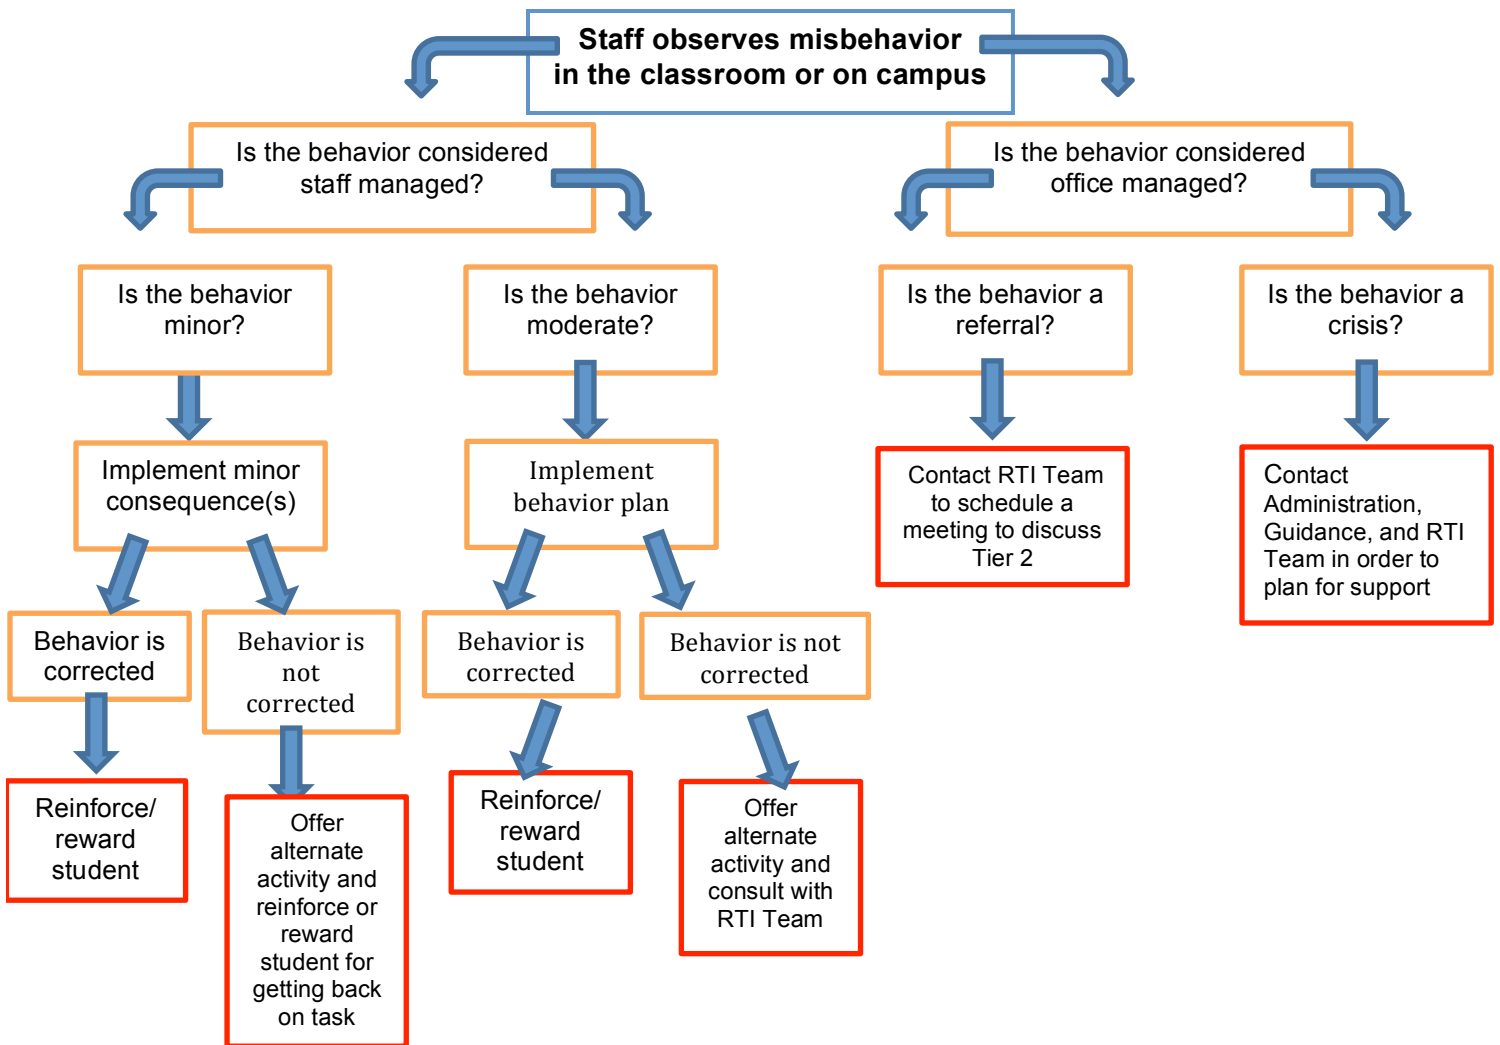 Staff observes misbehavior
in the classroom or on campus
Is the behavior considered
staff managed?
Is the behavior considered
office managed?
Is the behavior
minor?
Is the behavior
moderate?
Is the behavior a
referral?
Is the behavior a
crisis?
Implement minor
consequence(s)
Implement
behavior plan
Contact RTI Team
to schedule a
meeting to discuss
Tier 2
Contact
Administration,
Guidance, and RTI
Team in order to
plan for support
Behavior is
corrected
Behavior is
not
corrected
Behavior is
corrected
Behavior is not
corrected
Reinforce/
reward
student
Offer
alternate
activity and
reinforce or
reward
student for
getting back
on task
Reinforce/
reward
student
Offer
alternate
activity and
consult with
RTI Team